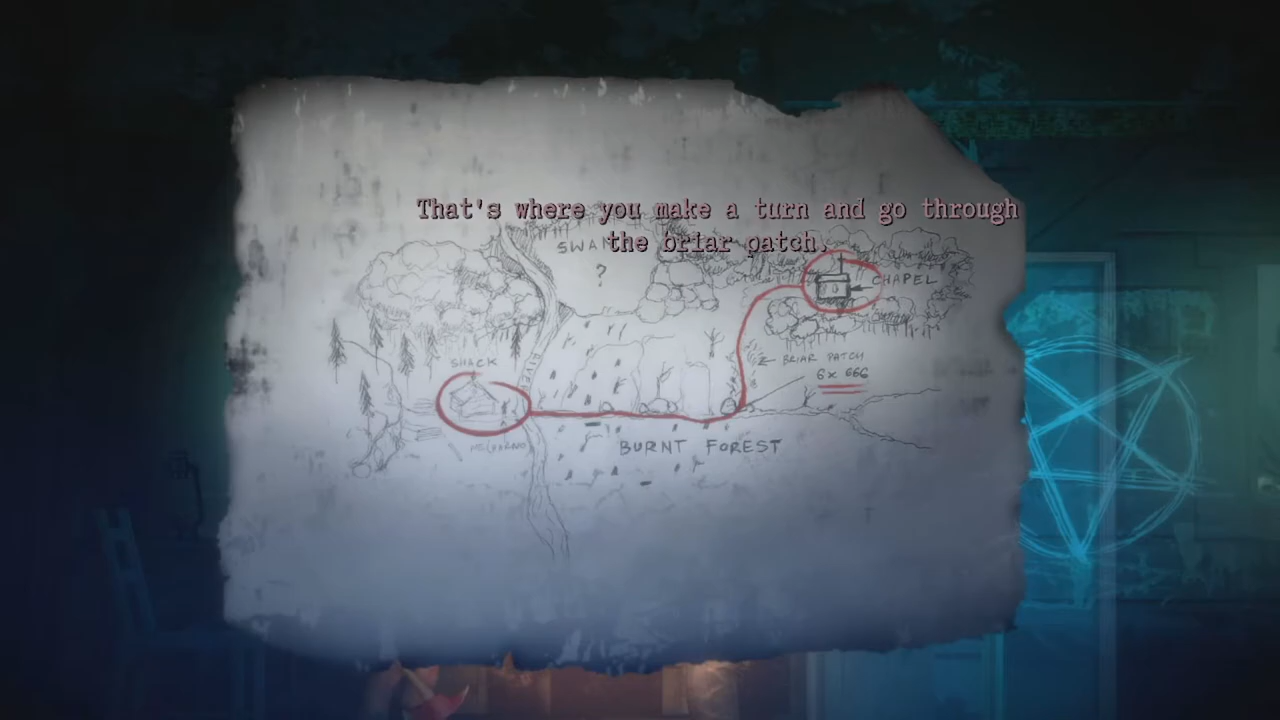 That's where you make a turn and go through
the briar patch.
?
CHAPEL
SHACK
RIVER
BRIAR PATCH
6x 666
BURNT FOREST